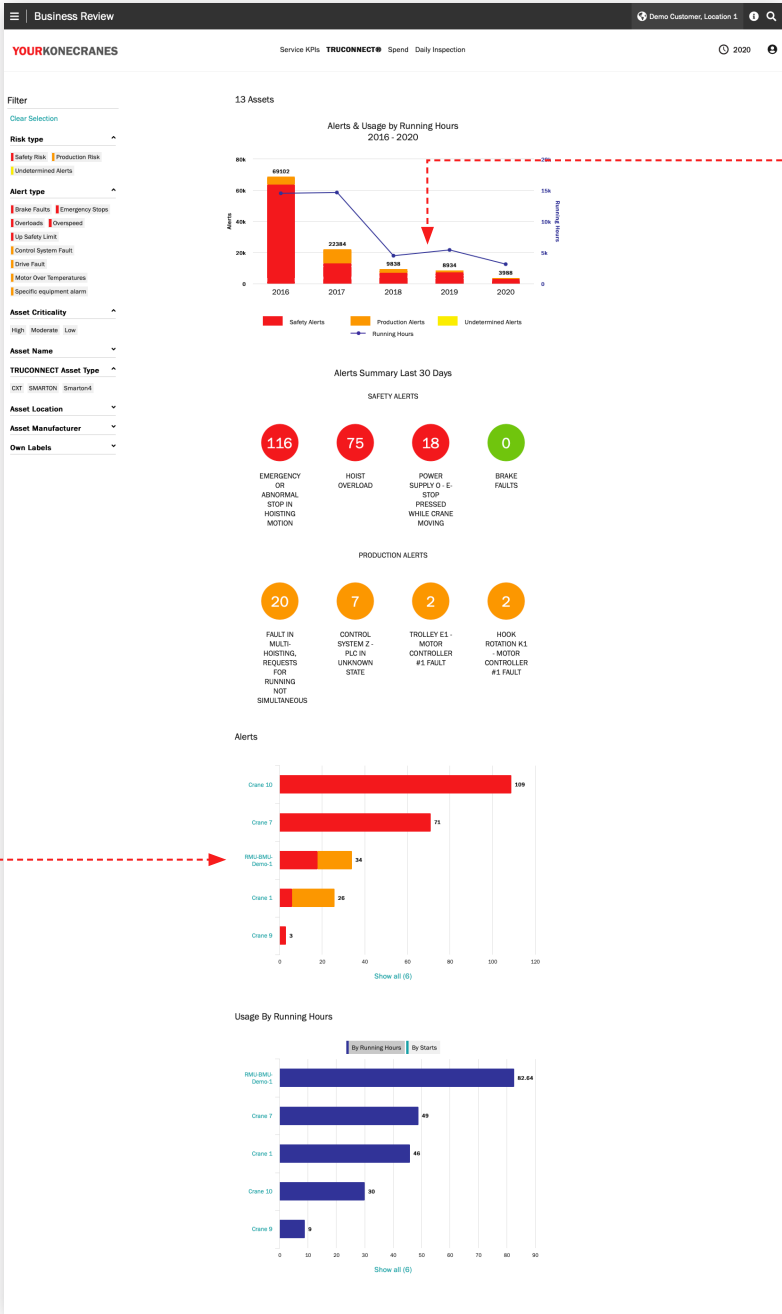 Business Review
Demo Customer, Location 1
YOURKONECRANES
Service KPIs TRUCONNECT® Spend Daily Inspection
2020
Filter
Clear Selection
Risk type
Safety Risk Production Risk
Undetermined Alerts
Alert type
Brake Faults Emergency Stops
Overloads Overspeed
Up Safety Limit
Control System Fault
Drive Fault
Motor Over Temperatures
Specific equipment alarm
Asset Criticality
High Moderate Low
Asset Name
TRUCONNECT Asset Type
CXT SMARTON Smarton4
Asset Location
Asset Manufacturer
Own Labels
13 Assets
Alerts & Usage by Running Hours
2016 - 2020
80k 20k
69102
60k 15k
Alerts
Running Hours
40k 10k
22384
20k 5k
9838
8934
3988
0 0
2016 2017 2018 2019 2020
Safety Alerts Production Alerts Undetermined Alerts
Running Hours
Alerts Summary Last 30 Days
SAFETY ALERTS
116
EMERGENCY
OR
ABNORMAL
STOP IN
HOISTING
MOTION
75
HOIST
OVERLOAD
18
POWER
SUPPLY O - E-
STOP
PRESSED
WHILE CRANE
MOVING
0
BRAKE
FAULTS
PRODUCTION ALERTS
20
FAULT IN
MULTI-
HOISTING,
REQUESTS
FOR
RUNNING
NOT
SIMULTANEOUS
7
CONTROL
SYSTEM Z -
PLC IN
UNKNOWN
STATE
2
TROLLEY E1 -
MOTOR
CONTROLLER
#1 FAULT
2
HOOK
ROTATION K1
- MOTOR
CONTROLLER
#1 FAULT
Alerts
Crane 10 109
Crane 7 71
RMU-BMU-
Demo-1 34
Crane 1 26
Crane 9 3
0 20 40 60 80 100 120
Show all (6)
Usage By Running Hours
By Running Hours By Starts
RMU-BMU-
Demo-1 82.64
Crane 7 49
Crane 1 46
Crane 10 30
Crane 9 9
0 10 20 30 40 50 60 70 80 90
Show all (6)